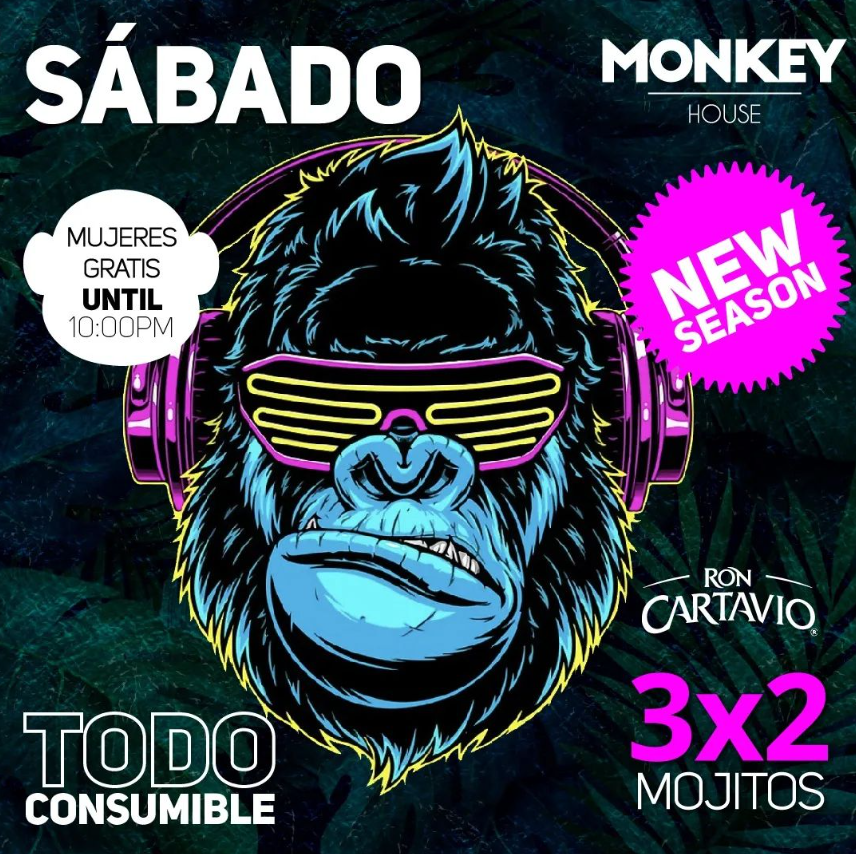 SÁBADO
MONKEY
HOUSE
MUJERES
GRATIS
UNTIL
10:00PM
NEW
SEASON
RON
CARTAVIO®
3x2
MOJITOS
TODO
CONSUMIBLE